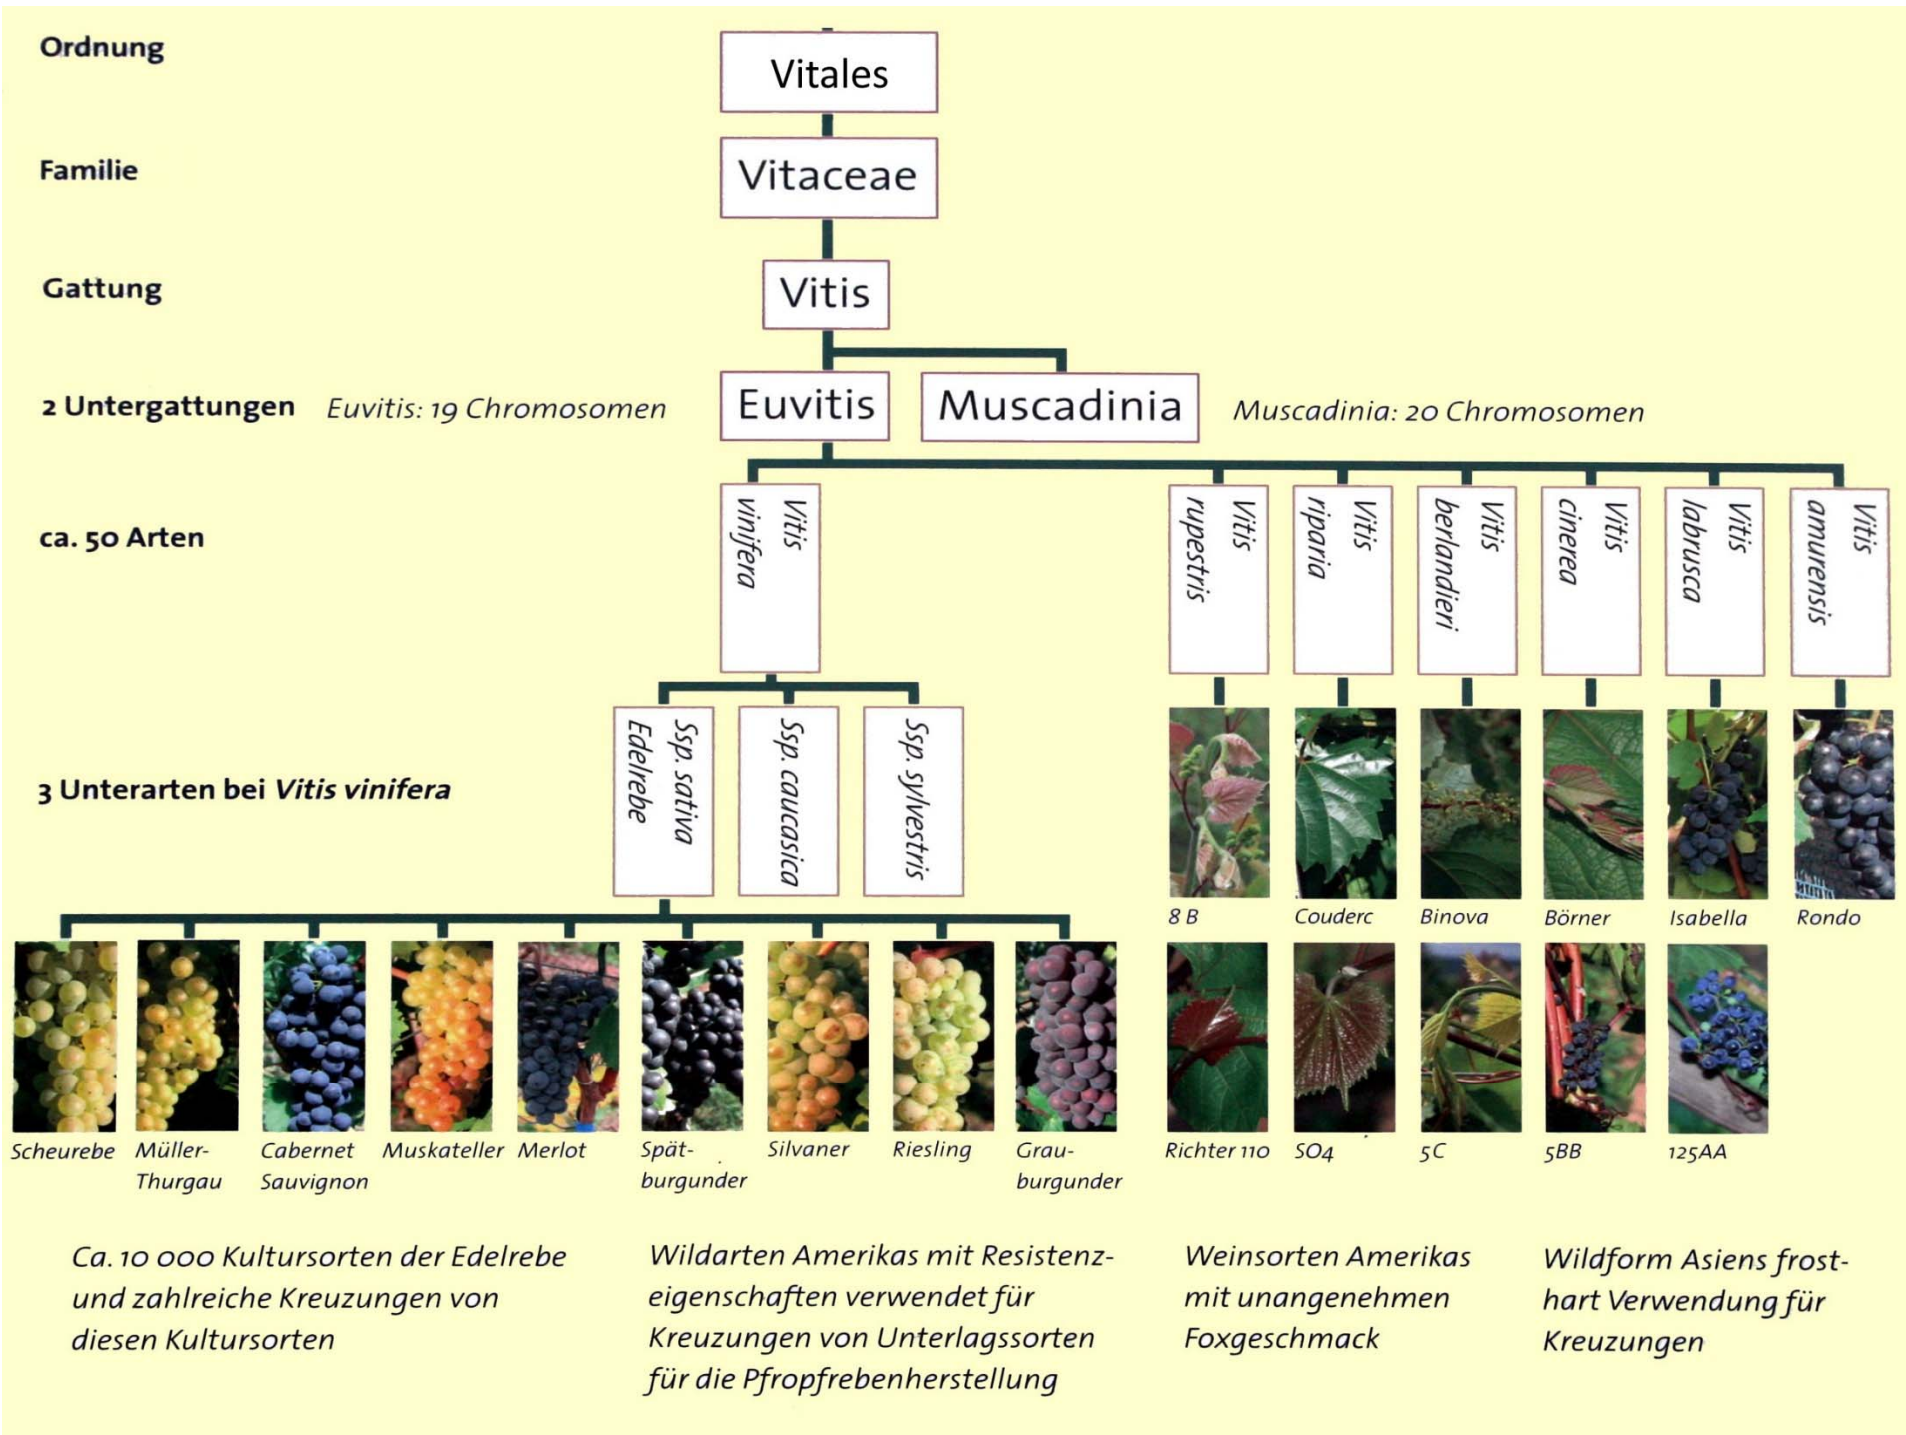 Ordnung
Vitales
Familie
Vitaceae
Gattung
Vitis
2 Untergattungen
Euvitis: 19 Chromosomen
Euvitis
Muscadinia
Muscadinia: 20 Chromosomen
ca. 50 Arten
Vitis
vinifera
Vitis
rupestris
Vitis
riparia
Vitis
berlandieri
Vitis
cinerea
Vitis
labrusca
Vitis
amurensis
3 Unterarten bei Vitis vinifera
Ssp. sativa
Edelrebe
Ssp. caucasica
Ssp. sylvestris
8 B
Couderc
Binova
Börner
Isabella
Rondo
Richter 110
SO4
5C
5BB
125AA
Scheurebe
Müller-
Thurgau
Cabernet
Sauvignon
Muskateller
Merlot
Spät-
burgunder
Silvaner
Riesling
Grau-
burgunder
Ca. 10 000 Kultursorten der Edelrebe
und zahlreiche Kreuzungen von
diesen Kultursorten
Wildarten Amerikas mit Resistenz-
eigenschaften verwendet für
Kreuzungen von Unterlagssorten
für die Pfropfrebenherstellung
Weinsorten Amerikas
mit unangenehmen
Foxgeschmack
Wildform Asiens frost-
hart Verwendung für
Kreuzungen